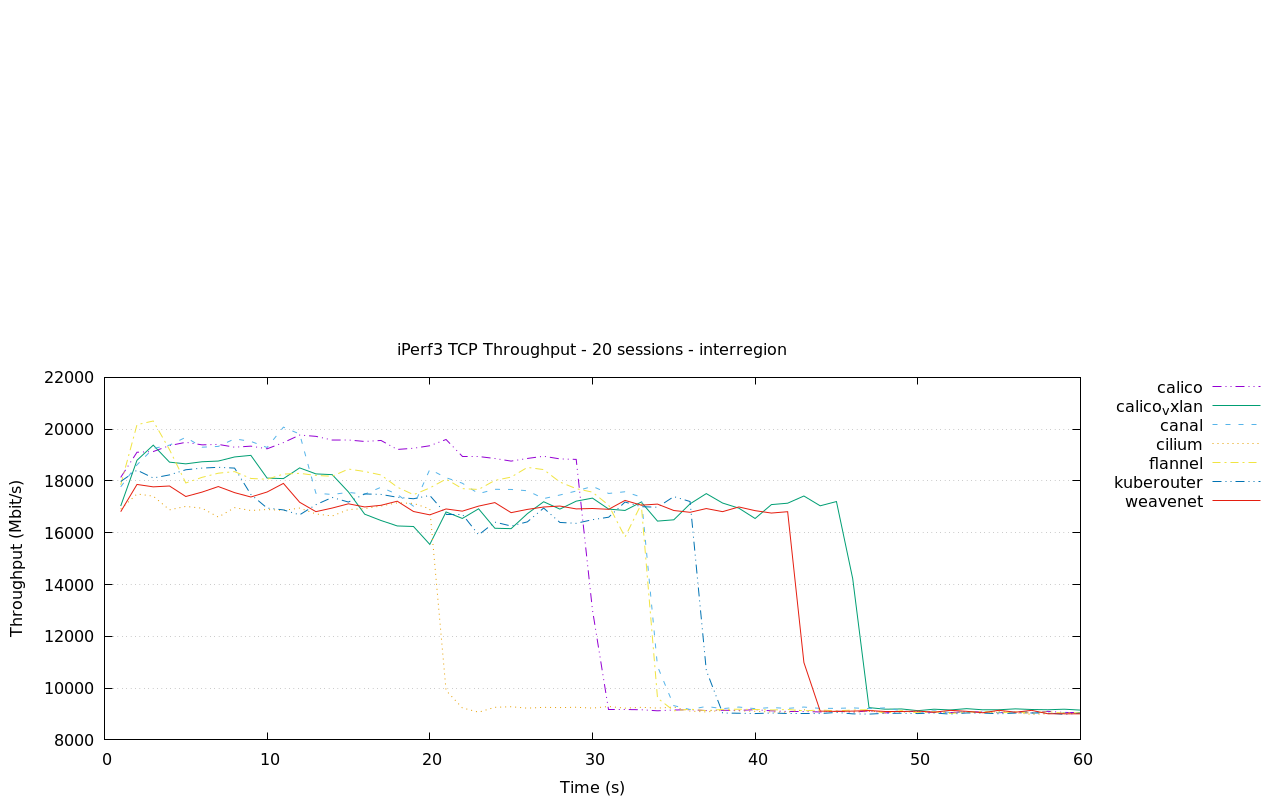 iPerf3 TCP Throughput - 20 sessions - interregion
22000
20000
18000
16000
14000
12000
10000
8000
Throughput (Mbit/s)
0 10 20 30 40 50 60
Time (s)
calico
calicovxlan
canal
cilium
flannel
kuberouter
weavenet